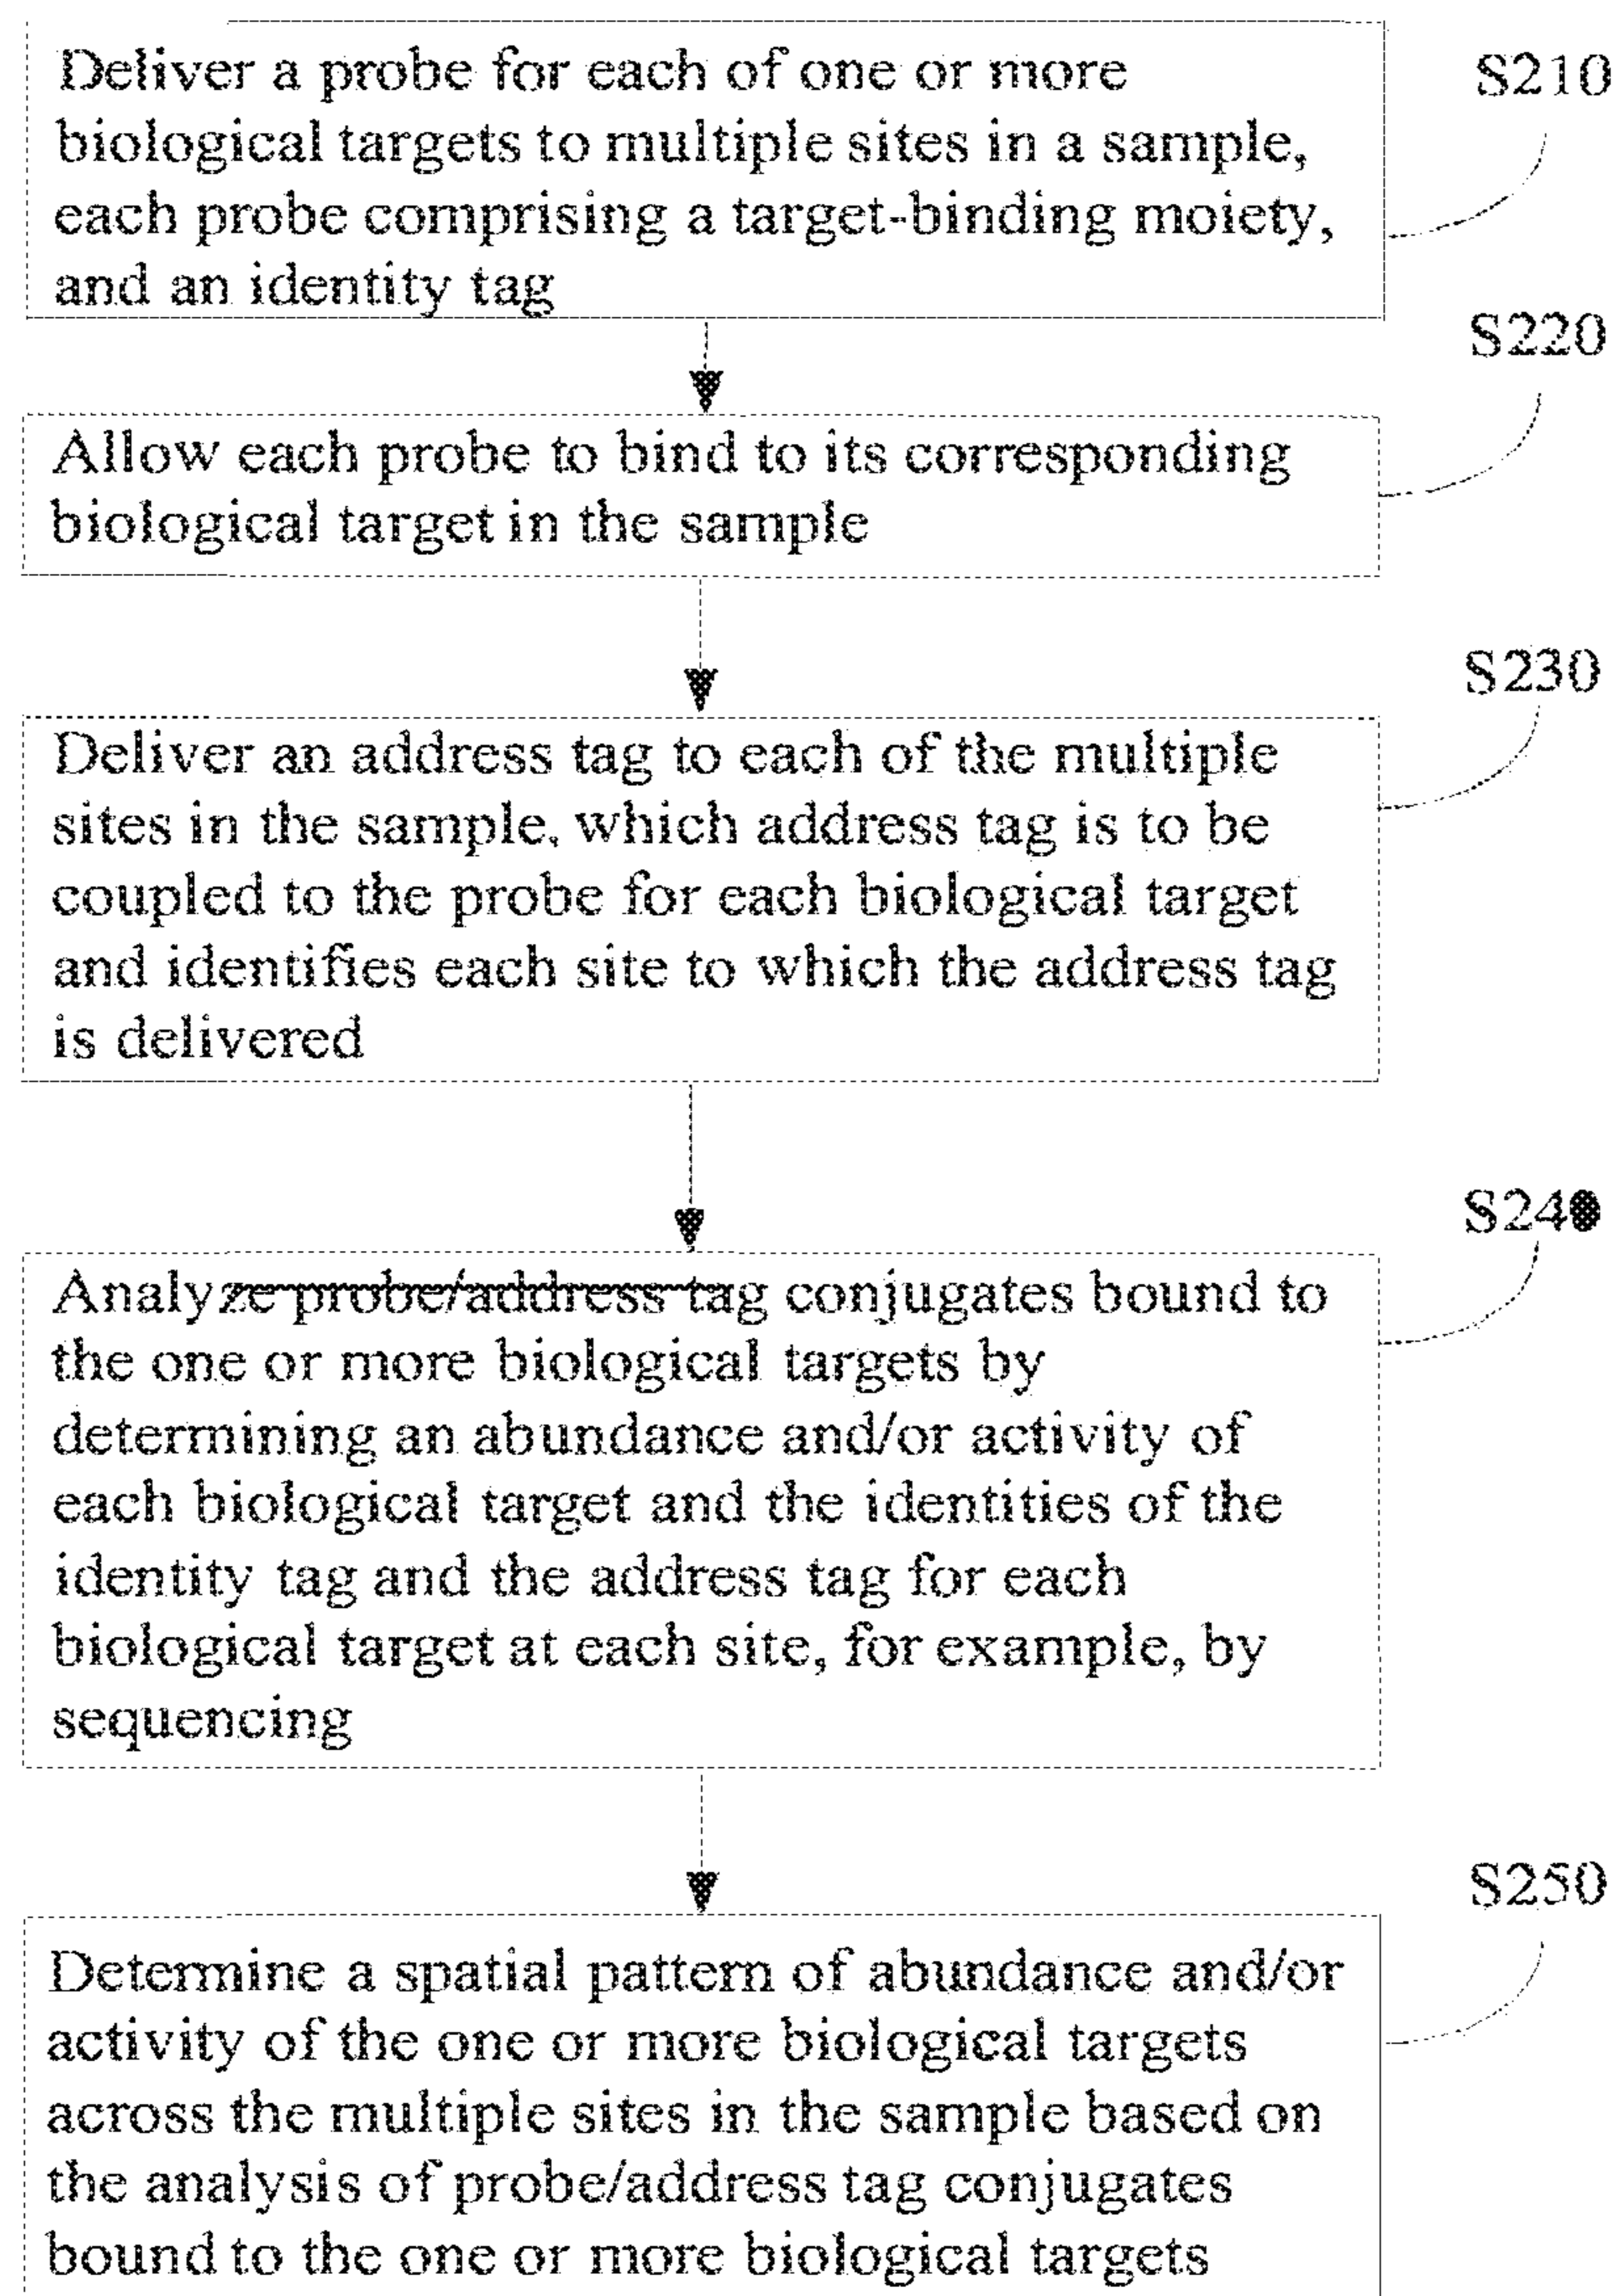 Deliver a probe for each of one or more
biological targets to multiple sites in a sample,
each probe comprising a target-binding moiety,
and an identity tag
S210
Allow each probe to bind to its corresponding
biological target in the sample
S220
Deliver an address tag to each of the multiple
sites in the sample, which address tag is to be
coupled to the probe for each biological target
and identifies each site to which the address tag
is delivered
S230
Analyze probe/address tag conjugates bound to
the one or more biological targets by
determining an abundance and/or activity of
each biological target and the identities of the
identity tag and the address tag for each
biological target at each site, for example, by
sequencing
S240
Determine a spatial pattern of abundance and/or
activity of the one or more biological targets
across the multiple sites in the sample based on
the analysis of probe/address tag conjugates
bound to the one or more biological targets
S250